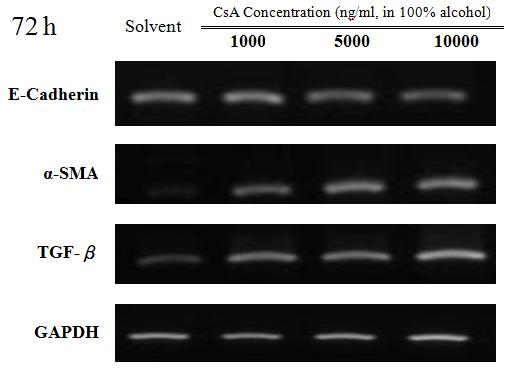 72 h
Solvent
CsA Concentration (ng/ml, in 100% alcohol)
1000 5000 10000
E-Cadherin
α-SMA
TGF-β
GAPDH